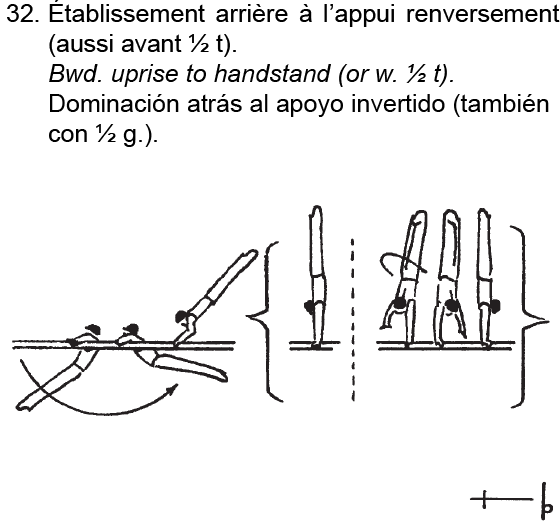 32. Établissement arrière à l’appui renversement
(aussi avant ½ t).
Bwd. uprise to handstand (or w. ½ t).
Dominación atrás al apoyo invertido (también
con ½ g.).